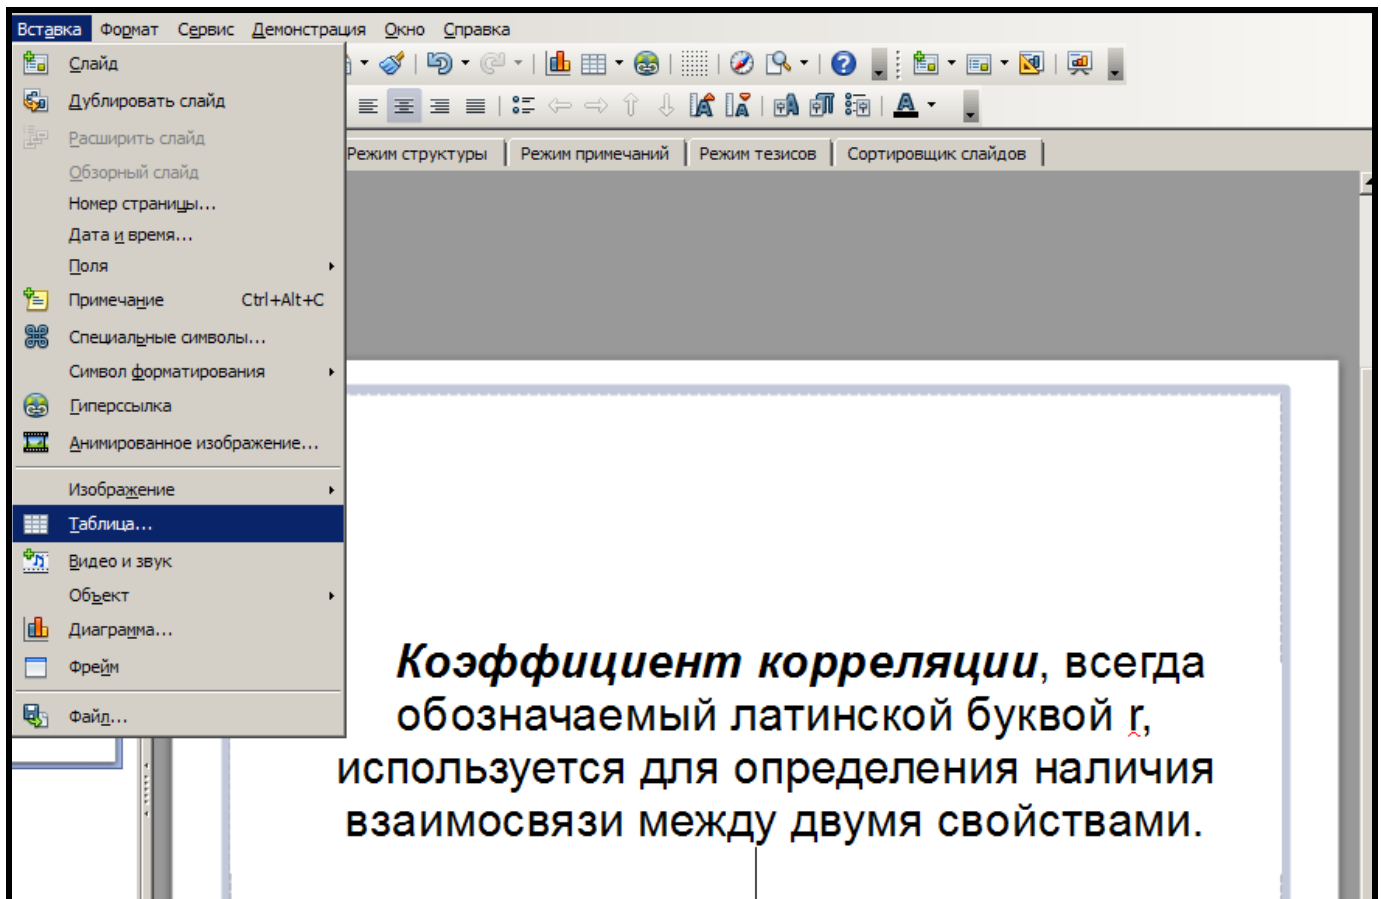 Вставка Формат Сервис Демонстрация Окно Справка
Слайд
Дублировать слайд
Расширить слайд
Обзорный слайд
Номер страницы...
Дата и время...
Поля
Примечание Ctrl+Alt+C
Специальные символы...
Символ форматирования
Гиперссылка
Анимированное изображение...
Изображение
Таблица...
Видео и звук
Объект
Диаграмма...
Фрейм
Файл...
Режим структуры Режим примечаний Режим тезисов Сортировщик слайдов
Коэффициент корреляции, всегда
обозначаемый латинской буквой r,
используется для определения наличия
взаимосвязи между двумя свойствами.